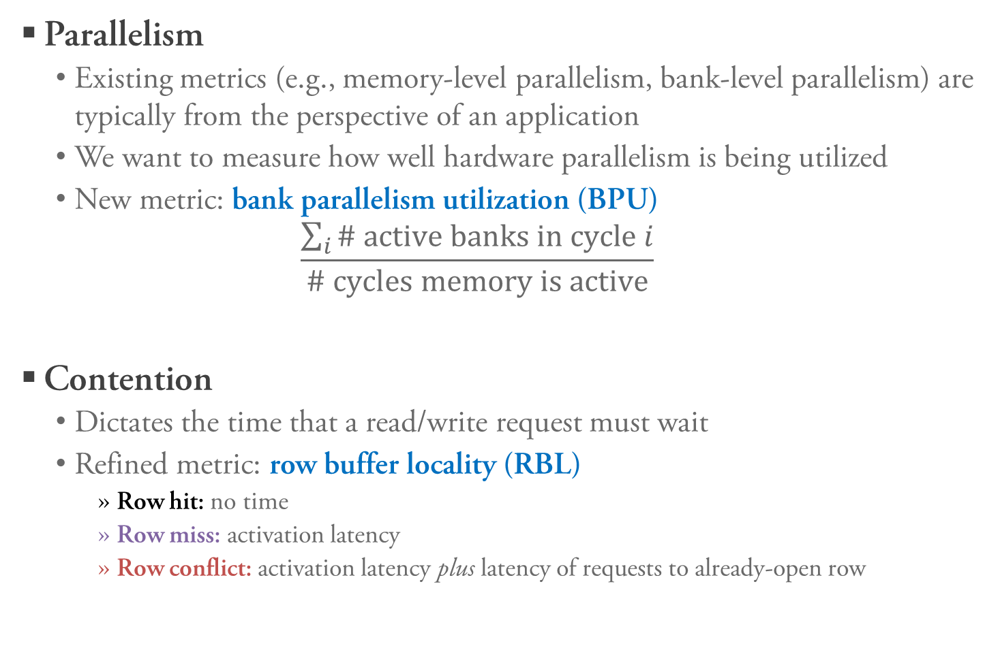 ▪ Parallelism
• Existing metrics (e.g., memory-level parallelism, bank-level parallelism) are
typically from the perspective of an application
• We want to measure how well hardware parallelism is being utilized
• New metric: bank parallelism utilization (BPU)
∑i # active banks in cycle i
# cycles memory is active
▪ Contention
• Dictates the time that a read/write request must wait
• Refined metric: row buffer locality (RBL)
» Row hit: no time
» Row miss: activation latency
» Row conflict: activation latency plus latency of requests to already-open row